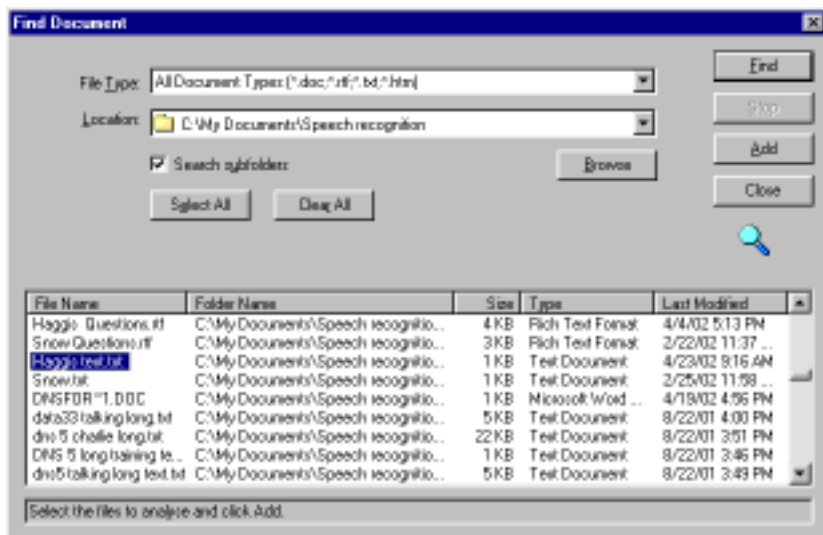 Find Document
File Type: All Document Types (*.doc;*.rtf;*.txt;*.htm)
Find
Location: C:\My Documents\Speech recognition
Stop
Search subfolders
Browse
Add
Select All Clear All
Close
File Name Folder Name Size Type Last Modified
Haggis Questions.rtf C:\My Documents\Speech recognitio... 4 KB Rich Text Format 4/4/02 5:13 PM
Snow Questions.rtf C:\My Documents\Speech recognitio... 3 KB Rich Text Format 2/22/02 11:37 ...
Haggis text.txt C:\My Documents\Speech recognitio... 1 KB Text Document 4/23/02 9:16 AM
Snow.txt C:\My Documents\Speech recognitio... 1 KB Text Document 2/25/02 11:58 ...
DNSFOR~1.DOC C:\My Documents\Speech recognitio... 1 KB Microsoft Word ... 4/19/02 4:56 PM
data33 talking long.txt C:\My Documents\Speech recognitio... 5 KB Text Document 8/22/01 4:00 PM
dns 5 charlie long.txt C:\My Documents\Speech recognitio... 22 KB Text Document 8/22/01 3:51 PM
DNS 5 long training te... C:\My Documents\Speech recognitio... 1 KB Text Document 8/22/01 3:46 PM
dns5 talking long text.txt C:\My Documents\Speech recognitio... 5 KB Text Document 8/22/01 3:49 PM
Select the files to analyse and click Add.